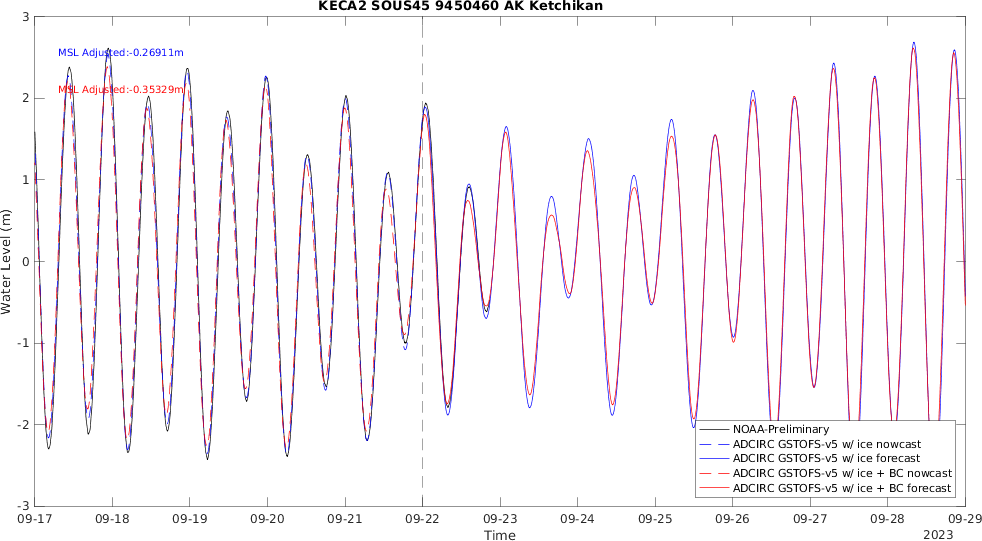 KECA2 SOUS45 9450460 AK Ketchikan
MSL Adjusted:-0.26911m
MSL Adjusted:-0.35329m
Water Level (m)
3
2
1
0
-1
-2
-3
NOAA-Preliminary
ADCIRC GSTOFS-v5 w/ ice nowcast
ADCIRC GSTOFS-v5 w/ ice forecast
ADCIRC GSTOFS-v5 w/ ice + BC nowcast
ADCIRC GSTOFS-v5 w/ ice + BC forecast
09-17 09-18 09-19 09-20 09-21 09-22 09-23 09-24 09-25 09-26 09-27 09-28 09-29
Time
2023